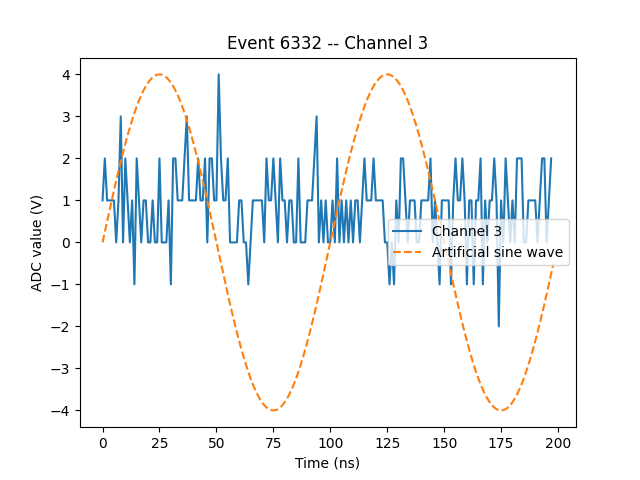 Event 6332 -- Channel 3
ADC value (V)
4
3
2
1
0
−1
−2
−3
−4
Channel 3
Artificial sine wave
0 25 50 75 100 125 150 175 200
Time (ns)